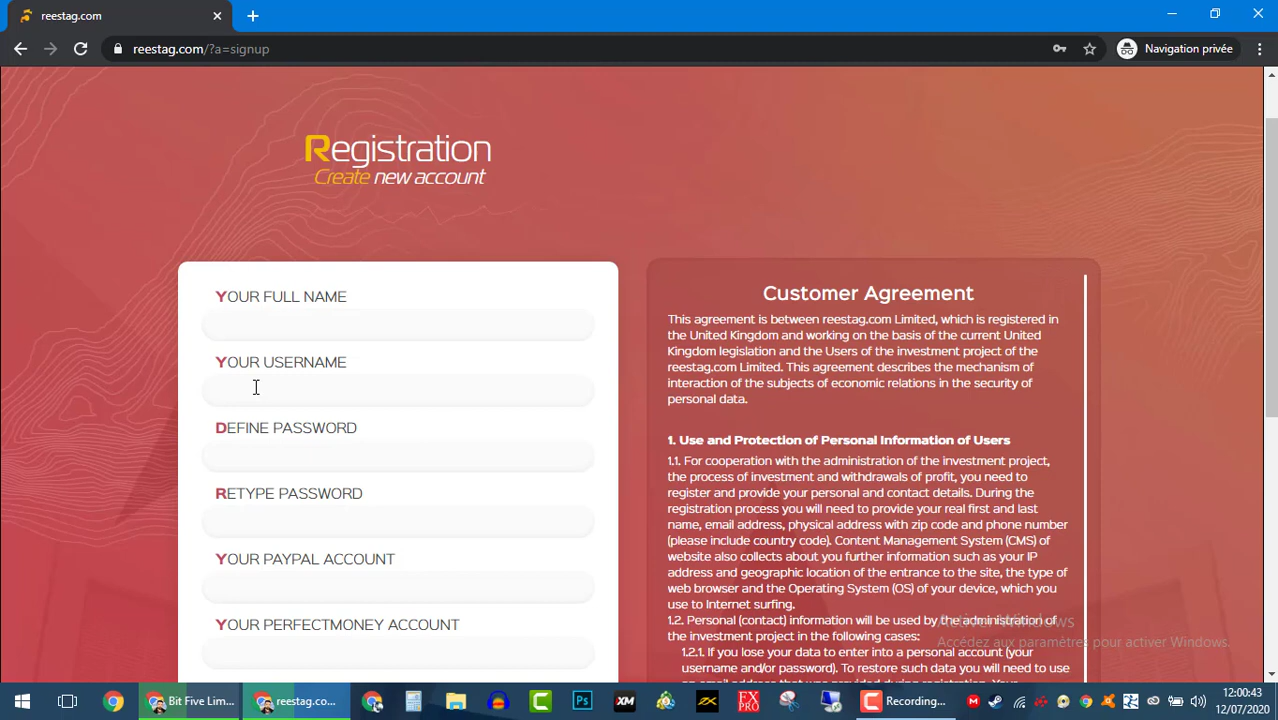 reestag.com
reestag.com/?a=signup
Navigation privée
Registration
Create new account
YOUR FULL NAME
YOUR USERNAME
DEFINE PASSWORD
RETYPE PASSWORD
YOUR PAYPAL ACCOUNT
YOUR PERFECTMONEY ACCOUNT
Customer Agreement
This agreement is between reestag.com Limited, which is registered in
the United Kingdom and working on the basis of the current United
Kingdom legislation and the Users of the investment project of the
reestag.com Limited. This agreement describes the mechanism of
interaction of the subjects of economic relations in the security of
personal data.
1. Use and Protection of Personal Information of Users
1.1. For cooperation with the administration of the investment project,
the process of investment and withdrawals of profit, you need to
register and provide your personal and contact details. During the
registration process you will need to provide your real first and last
name, email address, physical address with zip code and phone number
(please include country code). Content Management System (CMS) of
website also collects about you further information such as your IP
address and geographic location of the entrance to the site, the type of
web browser and the Operating System (OS) of your device, which you
use to Internet surfing.
1.2. Personal (contact) information will be used by the administration of
the investment project in the following cases:
1.2.1. If you lose your data to enter into a personal account (your
username and/or password). To restore such data you will need to use
Activer Windows
Accédez aux paramètres pour activer Windows.
Bit Five Lim...
reestag.co...
Ps
XM
FX
PRO
Recording...
12:00:43
12/07/2020